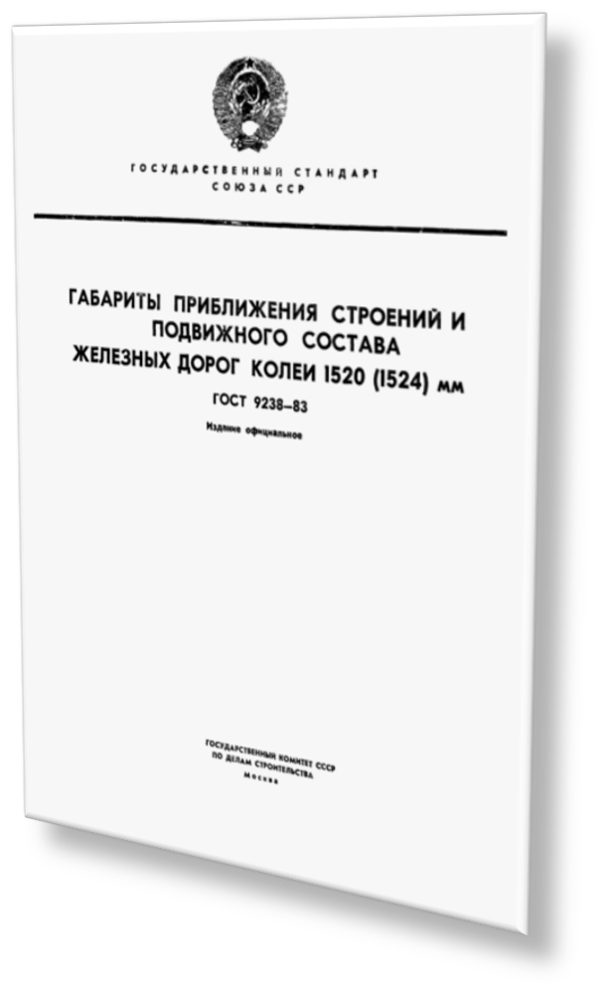 ГОСУДАРСТВЕННЫЙ СТАНДАРТ
СОЮЗА ССР
ГАБАРИТЫ ПРИБЛИЖЕНИЯ СТРОЕНИЙ И
ПОДВИЖНОГО СОСТАВА
ЖЕЛЕЗНЫХ ДОРОГ КОЛЕИ 1520 (1524) мм
ГОСТ 9238–83
Издание официальное
ГОСУДАРСТВЕННЫЙ КОМИТЕТ СССР
ПО ДЕЛАМ СТРОИТЕЛЬСТВА
Москва